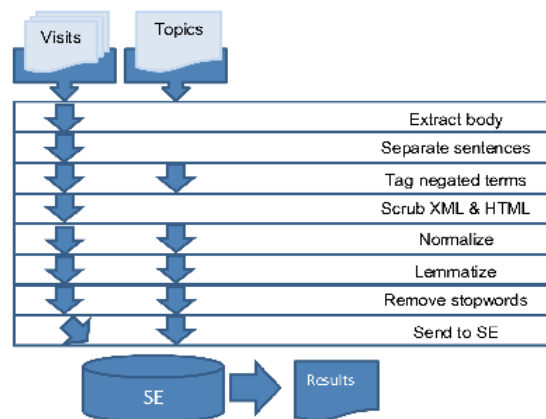 Visits
Topics
Extract body
Separate sentences
Tag negated terms
Scrub XML & HTML
Normalize
Lemmatize
Remove stopwords
Send to SE
SE
Results